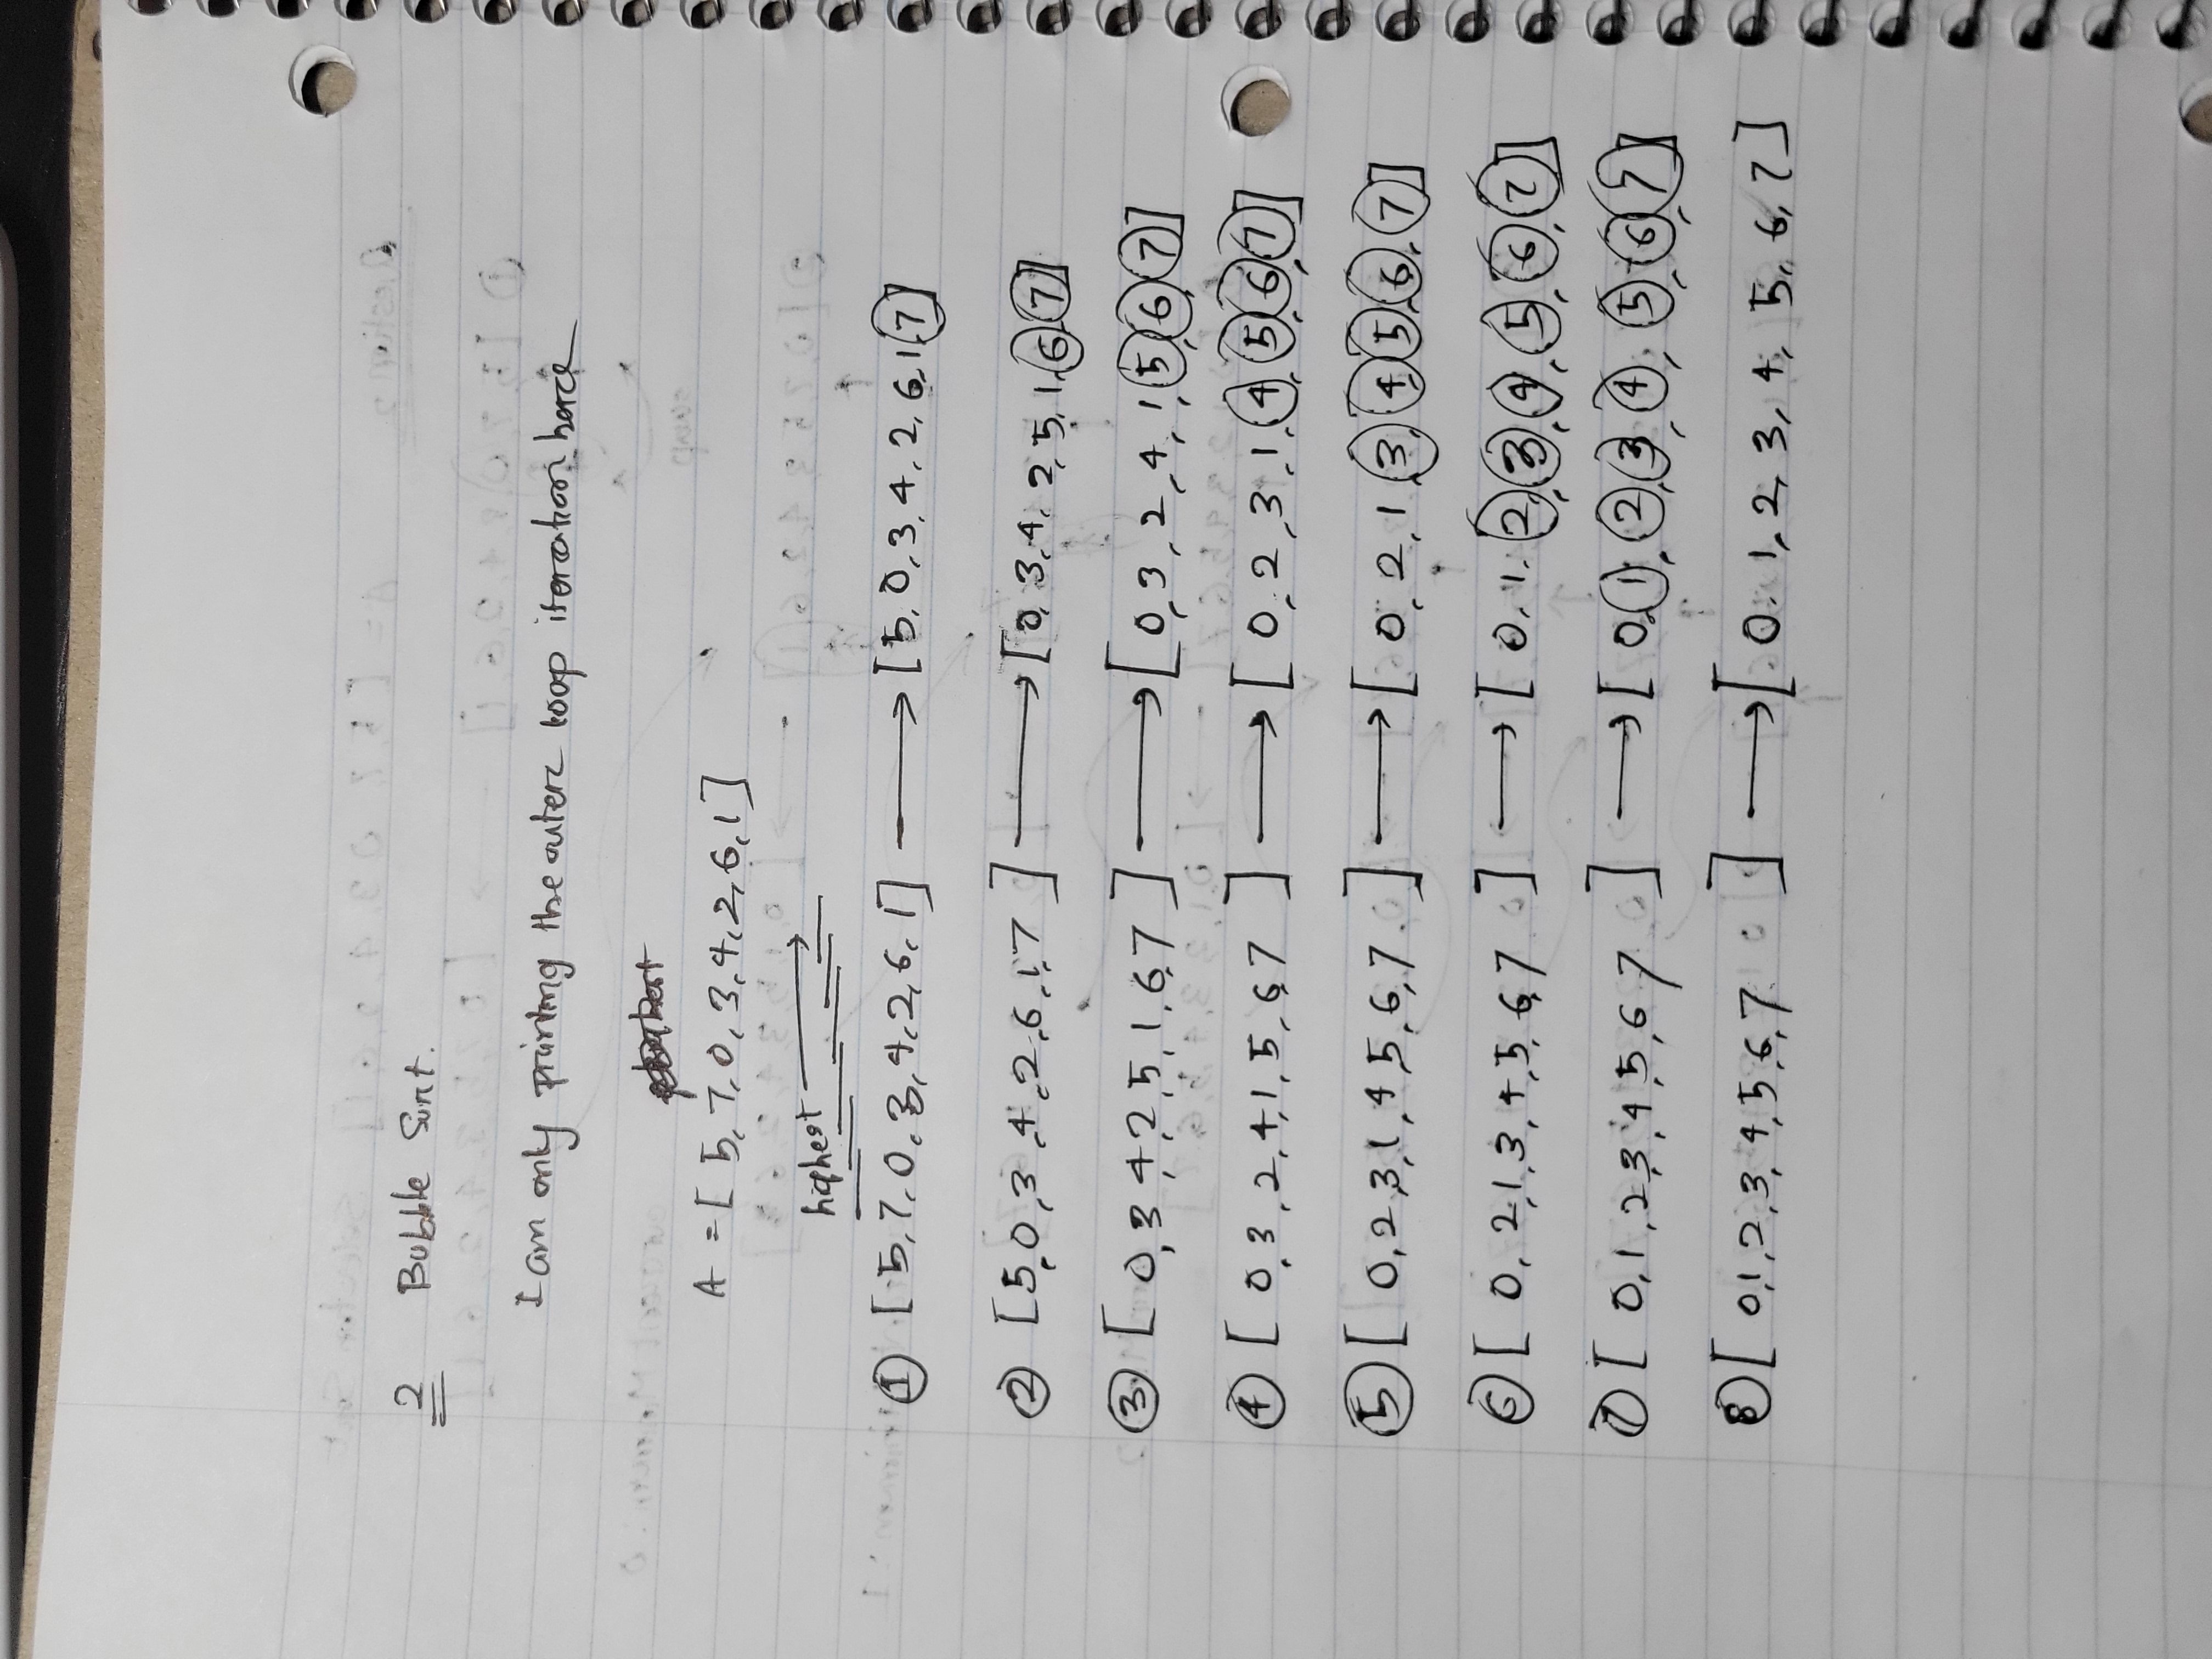 2 Bubble Sort.
I am only printing the outer loop iteration here
A = [ 5, 7, 0, 3, 4, 2, 6, 1 ]
highest →
① [ 5, 7, 0, 3, 4, 2, 6, 1 ] → [ 5, 0, 3, 4, 2, 6, 1, 7 ]
② [ 5, 0, 3, 4, 2, 6, 1, 7 ] → [ 0, 3, 4, 2, 5, 1, 6, 7 ]
③ [ 0, 3, 4, 2, 5, 1, 6, 7 ] → [ 0, 3, 2, 4, 1, 5, 6, 7 ]
④ [ 0, 3, 2, 4, 1, 5, 6, 7 ] → [ 0, 2, 3, 1, 4, 5, 6, 7 ]
⑤ [ 0, 2, 3, 1, 4, 5, 6, 7 ] → [ 0, 2, 1, 3, 4, 5, 6, 7 ]
⑥ [ 0, 2, 1, 3, 4, 5, 6, 7 ] → [ 0, 1, 2, 3, 4, 5, 6, 7 ]
⑦ [ 0, 1, 2, 3, 4, 5, 6, 7 ] → [ 0, 1, 2, 3, 4, 5, 6, 7 ]
⑧ [ 0, 1, 2, 3, 4, 5, 6, 7 ] → [ 0, 1, 2, 3, 4, 5, 6, 7 ]